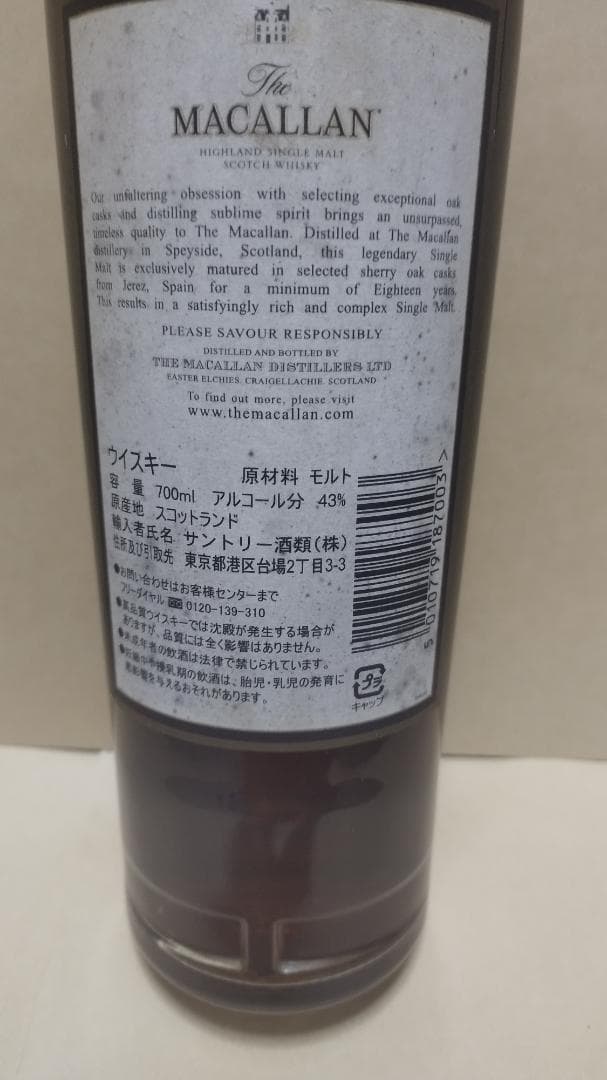 The
MACALLAN
HIGHLAND SINGLE MALT
SCOTCH WHISKY
Our unfaltering obsession with selecting exceptional oak
casks and distilling sublime spirit brings an unsurpassed,
timeless quality to The Macallan. Distilled at The Macallan
distillery in Speyside, Scotland, this legendary Single
Malt is exclusively matured in selected sherry oak casks
from Jerez, Spain for a minimum of Eighteen years.
This results in a satisfyingly rich and complex Single Malt.
PLEASE SAVOUR RESPONSIBLY
DISTILLED AND BOTTLED BY
THE MACALLAN DISTILLERS LTD
EASTER ELCHIES, CRAIGELLACHIE, SCOTLAND
To find out more, please visit
www.themacallan.com
ウイスキー 原材料 モルト
容量 700ml アルコール分 43%
原産地 スコットランド
輸入者氏名 サントリー酒類(株)
住所及び引取先 東京都港区台場2丁目3-3
●お問い合わせはお客様センターまで
フリーダイヤル 0120-139-310
●高品質ウイスキーでは沈殿が発生する場合が
ありますが、品質には全く影響はありません。
●未成年者の飲酒は法律で禁じられています。
●妊娠中や授乳期の飲酒は、胎児・乳児の発育に
悪影響を与えるおそれがあります。
5 010719 187003 >
プラ
キャップ